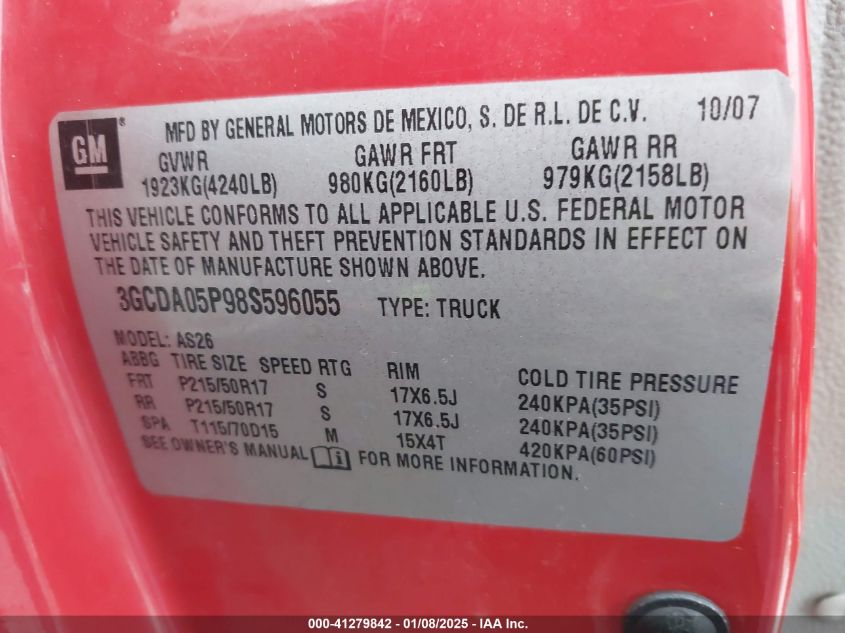 GM®
MFD BY GENERAL MOTORS DE MEXICO, S. DE R.L. DE C.V. 10/07
GVWR GAWR FRT GAWR RR
1923KG(4240LB) 980KG(2160LB) 979KG(2158LB)
THIS VEHICLE CONFORMS TO ALL APPLICABLE U.S. FEDERAL MOTOR
VEHICLE SAFETY AND THEFT PREVENTION STANDARDS IN EFFECT ON
THE DATE OF MANUFACTURE SHOWN ABOVE.
3GCDA05P98S596055 TYPE: TRUCK
MODEL: AS26
ABBG TIRE SIZE SPEED RTG RIM COLD TIRE PRESSURE
FRT P215/50R17 S 17X6.5J 240KPA(35PSI)
RR P215/50R17 S 17X6.5J 240KPA(35PSI)
SPA T115/70D15 M 15X4T 420KPA(60PSI)
SEE OWNER'S MANUAL i FOR MORE INFORMATION.
000-41279842 - 01/08/2025 - IAA Inc.